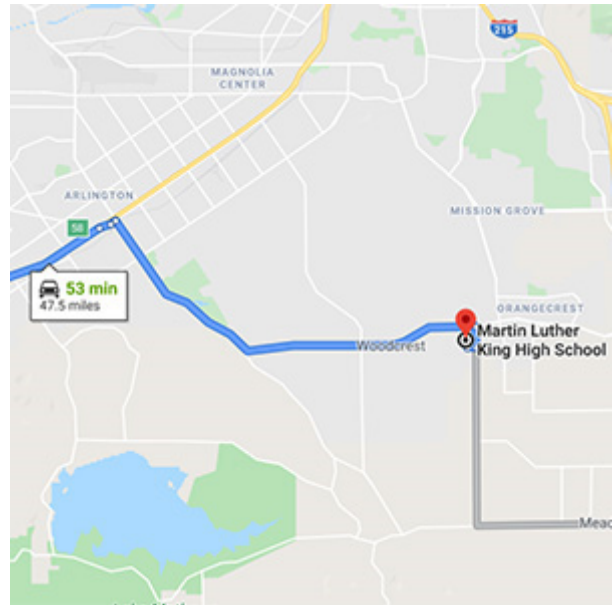 215
MAGNOLIA
CENTER
ARLINGTON
58
MISSION GROVE
53 min
47.5 miles
ORANGECREST
Martin Luther
King High School
Woodcrest
Meac